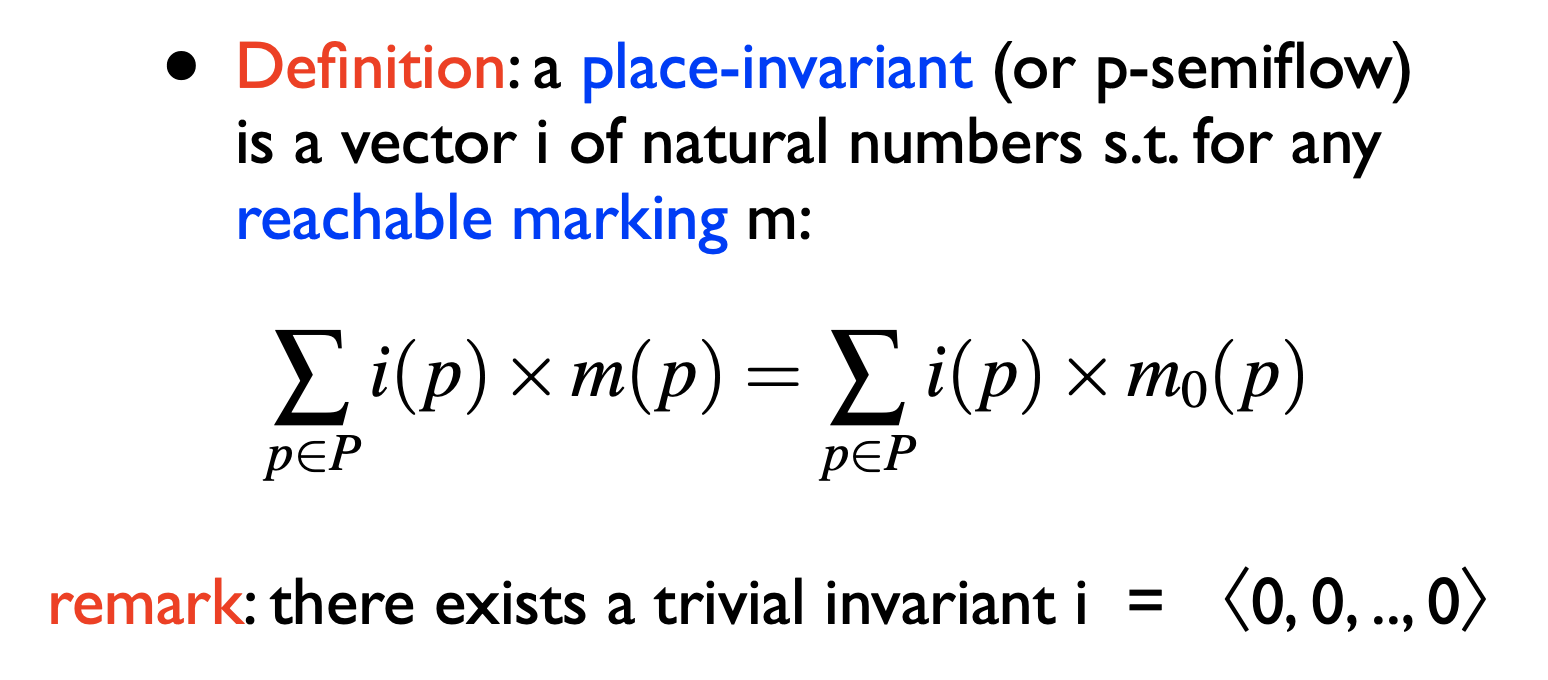 • Definition: a place-invariant (or p-semiflow)
is a vector i of natural numbers s.t. for any
reachable marking m:
∑ i(p) × m(p) = ∑ i(p) × m₀(p)
p∈P p∈P
remark: there exists a trivial invariant i = ⟨0, 0, .., 0⟩